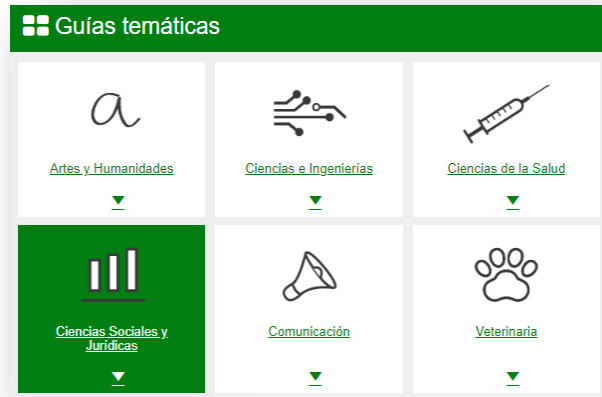 Guías temáticas
Artes y Humanidades
Ciencias e Ingenierías
Ciencias de la Salud
Ciencias Sociales y
Jurídicas
Comunicación
Veterinaria